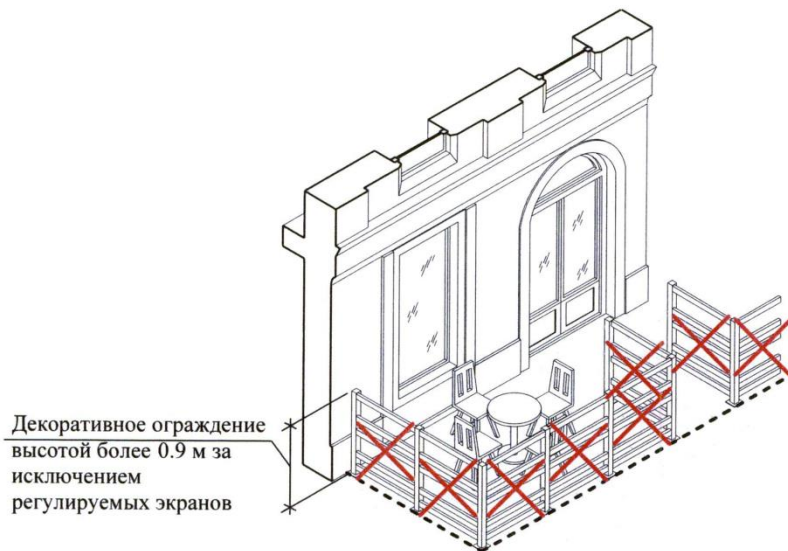 Декоративное ограждение
высотой более 0.9 м за
исключением
регулируемых экранов